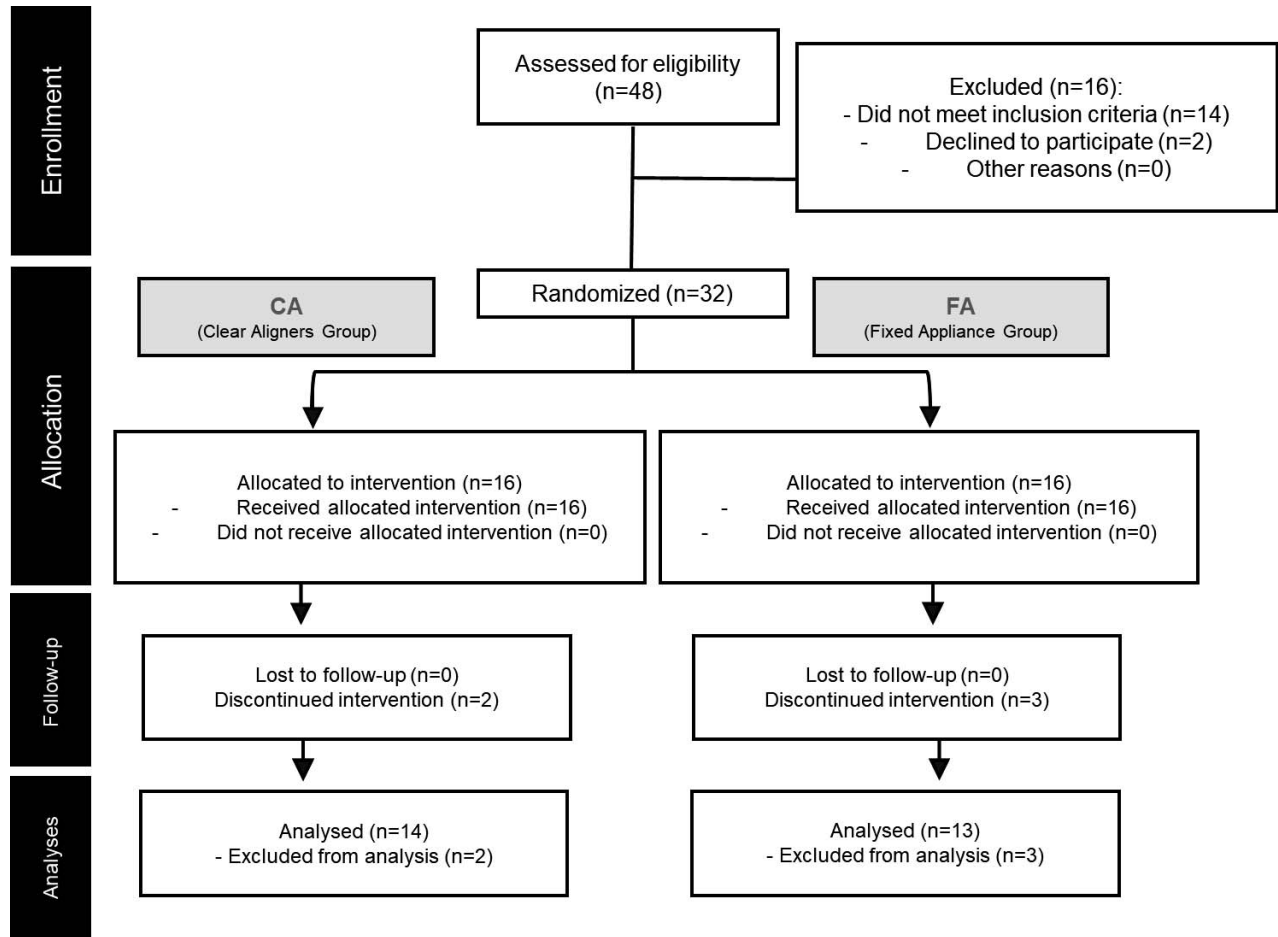 Enrollment
Assessed for eligibility
(n=48)
Excluded (n=16):
- Did not meet inclusion criteria (n=14)
- Declined to participate (n=2)
- Other reasons (n=0)
Allocation
Randomized (n=32)
CA
(Clear Aligners Group)
FA
(Fixed Appliance Group)
Allocated to intervention (n=16)
- Received allocated intervention (n=16)
- Did not receive allocated intervention (n=0)
Allocated to intervention (n=16)
- Received allocated intervention (n=16)
- Did not receive allocated intervention (n=0)
Follow-up
Lost to follow-up (n=0)
Discontinued intervention (n=2)
Lost to follow-up (n=0)
Discontinued intervention (n=3)
Analyses
Analysed (n=14)
- Excluded from analysis (n=2)
Analysed (n=13)
- Excluded from analysis (n=3)